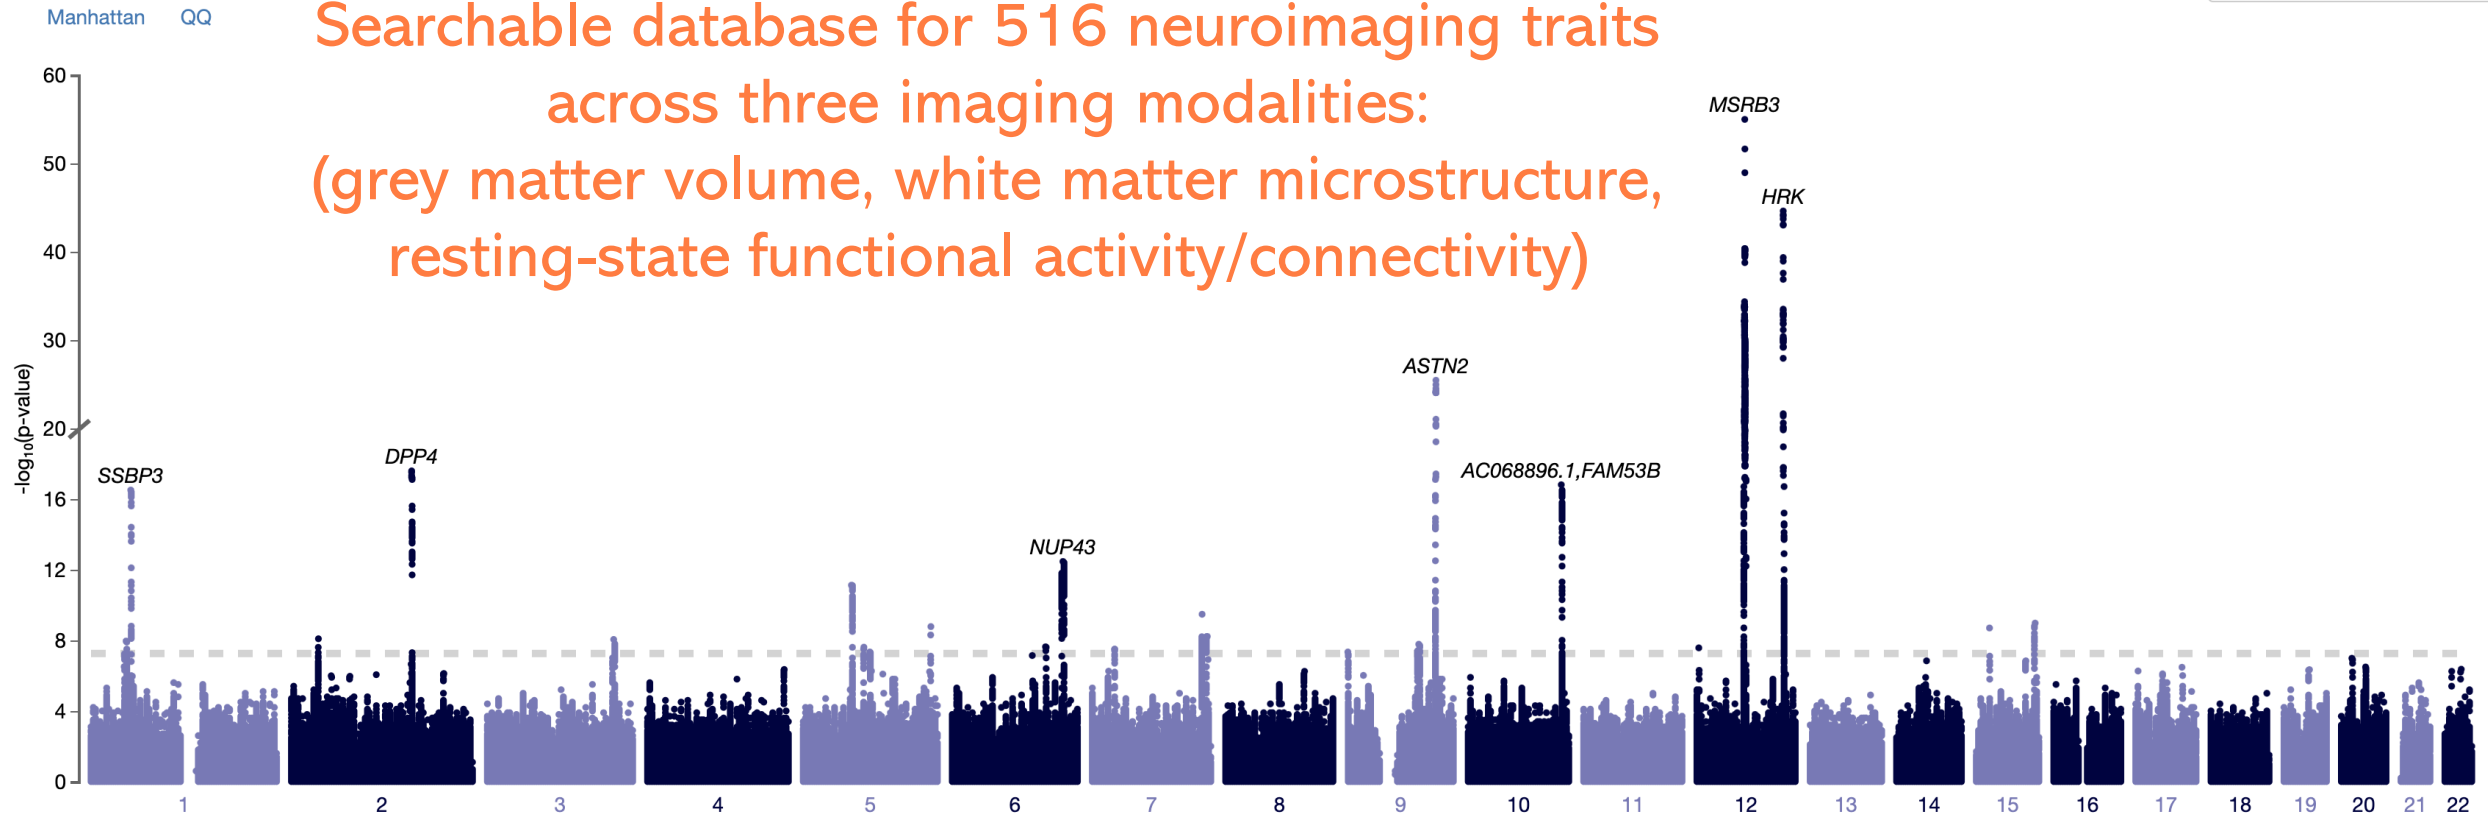 Manhattan QQ
Searchable database for 516 neuroimaging traits
across three imaging modalities:
(grey matter volume, white matter microstructure,
resting-state functional activity/connectivity)
60
50
40
30
20
16
12
8
4
0
-log₁₀(p-value)
SSBP3
DPP4
NUP43
ASTN2
AC068896.1,FAM53B
MSRB3
HRK
1 2 3 4 5 6 7 8 9 10 11 12 13 14 15 16 17 18 19 20 21 22